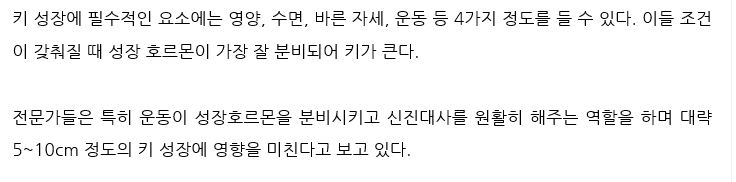 키 성장에 필수적인 요소에는 영양, 수면, 바른 자세, 운동 등 4가지 정도를 들 수 있다. 이들 조건
이 갖춰질 때 성장 호르몬이 가장 잘 분비되어 키가 큰다.
전문가들은 특히 운동이 성장호르몬을 분비시키고 신진대사를 원활히 해주는 역할을 하며 대략
5~10cm 정도의 키 성장에 영향을 미친다고 보고 있다.